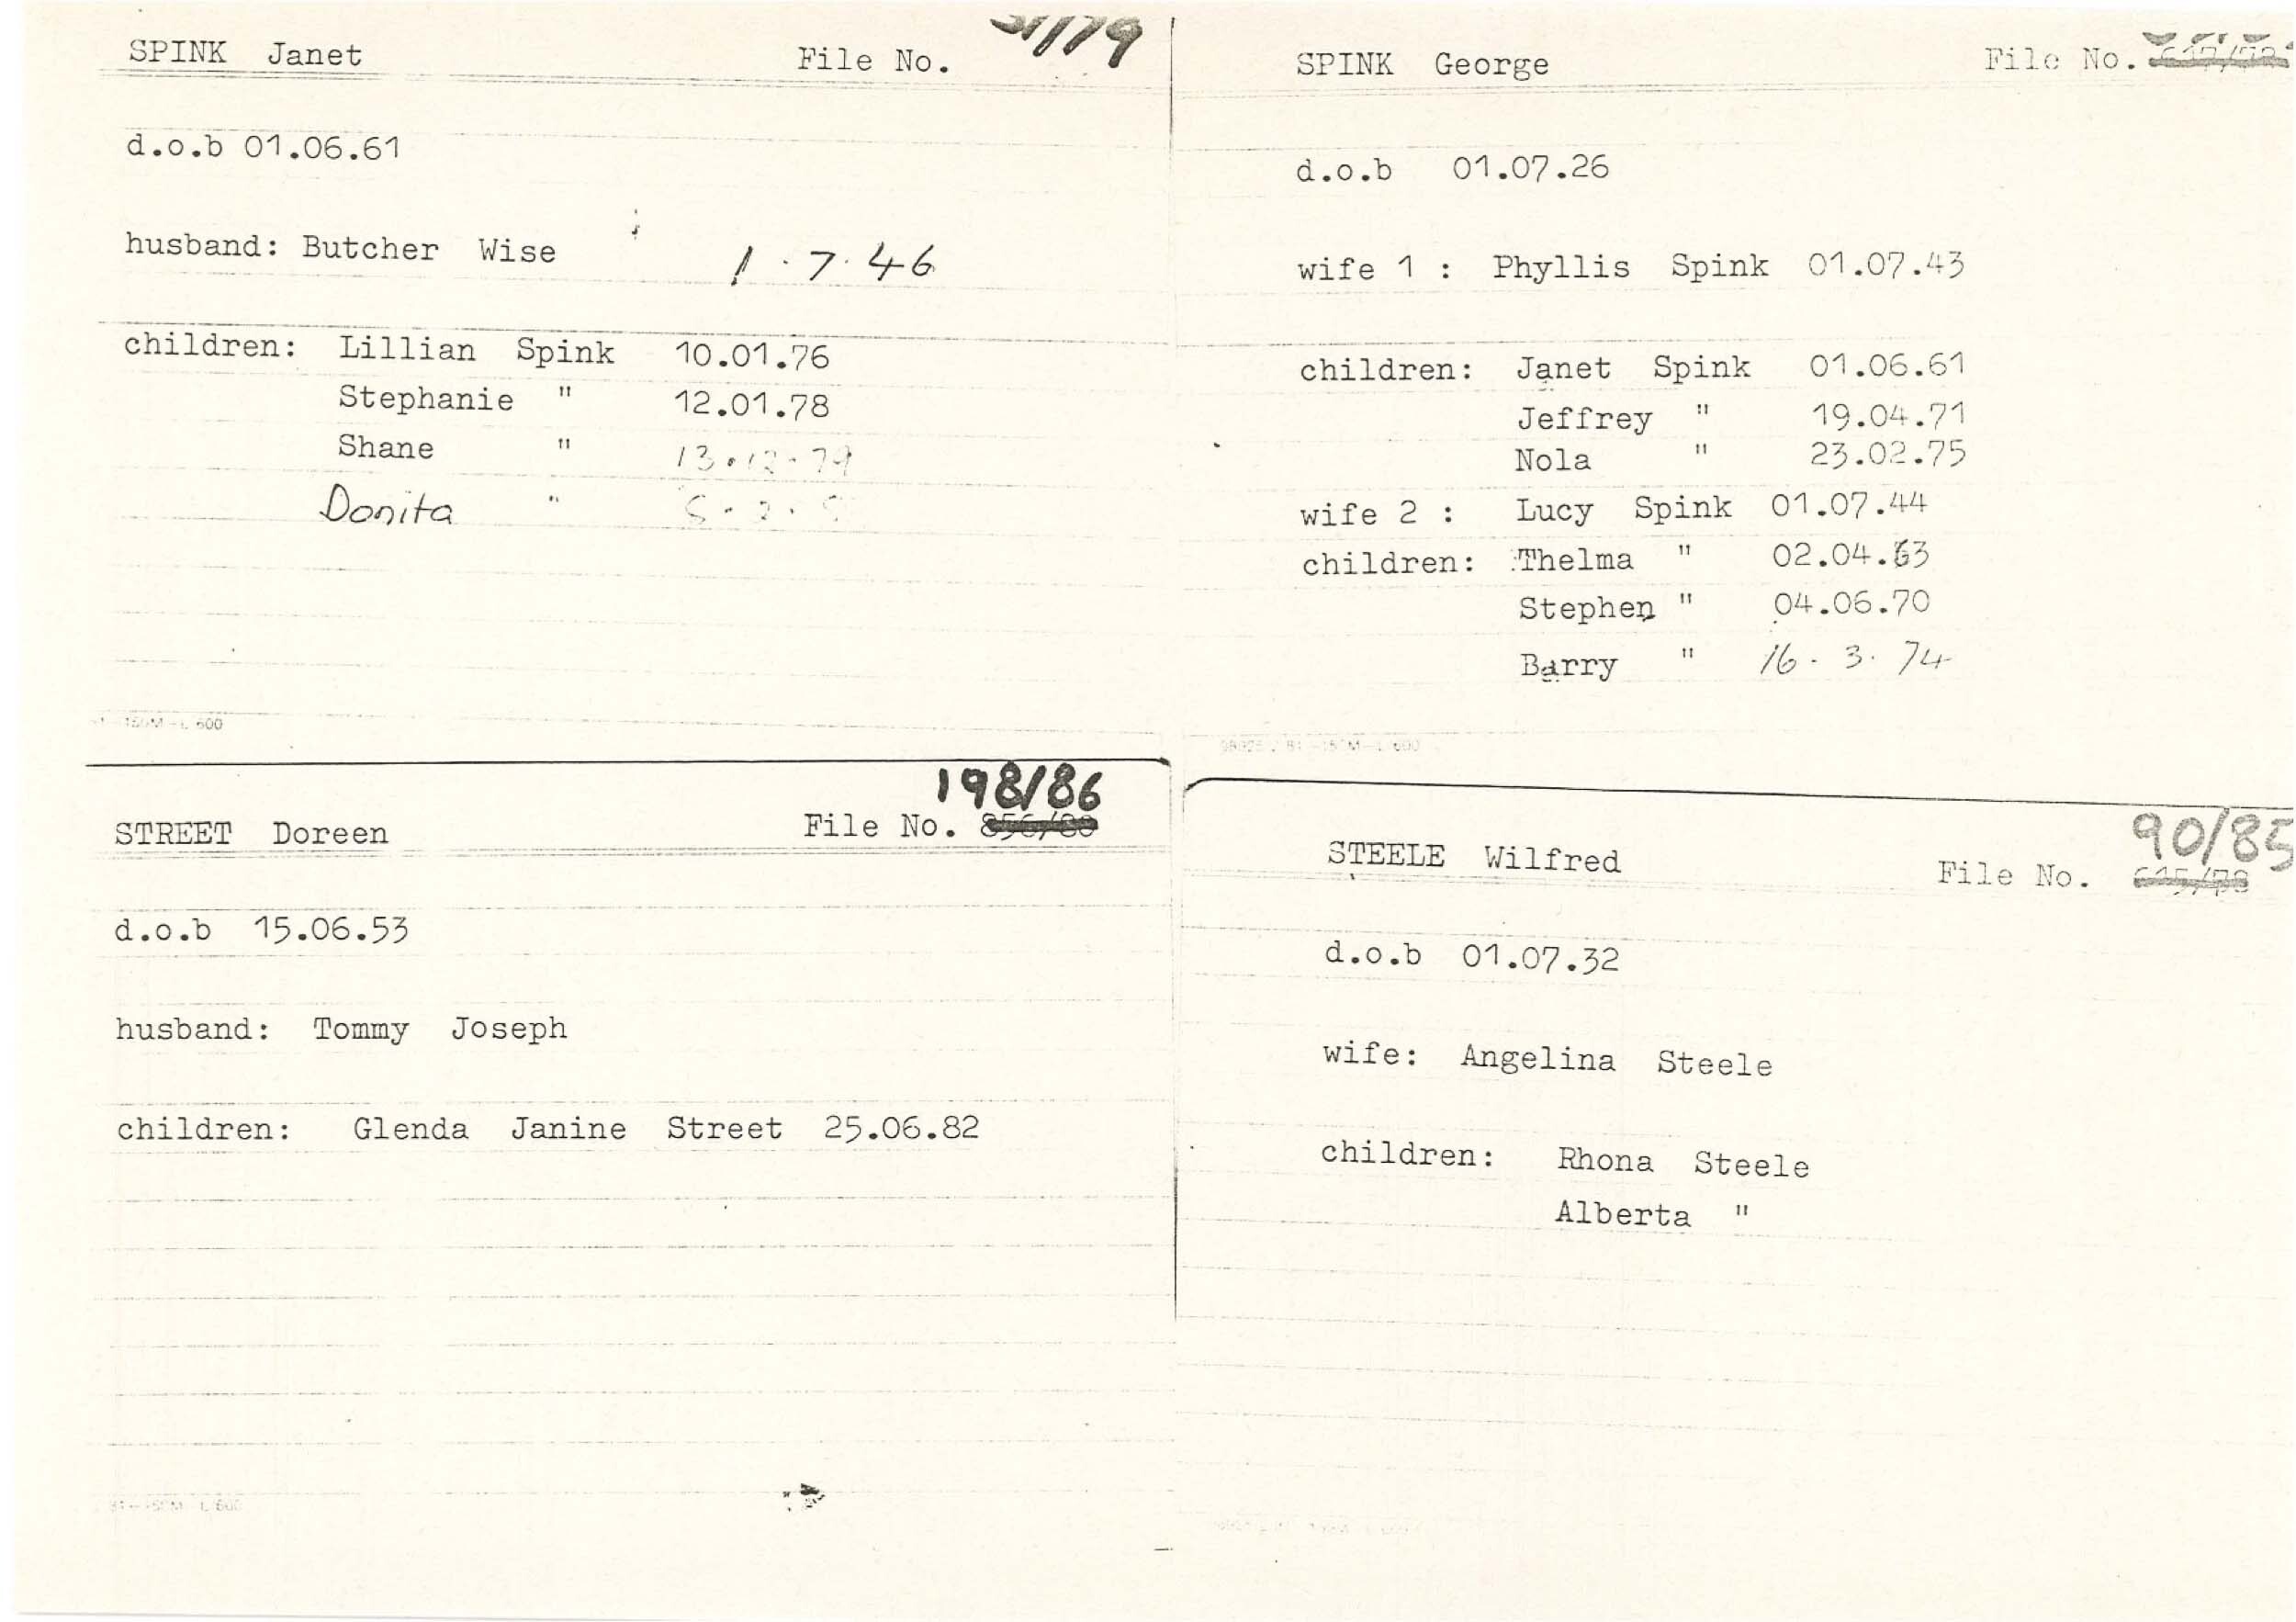 SPINK Janet File No.
d.o.b 01.06.61
husband: Butcher Wise 1.7.46
children: Lillian Spink 10.01.76
Stephanie " 12.01.78
Shane " 13.12.79
Donita "
SPINK George File No.
d.o.b 01.07.26
wife 1 : Phyllis Spink 01.07.43
children: Janet Spink 01.06.61
Jeffrey " 19.04.71
Nola " 23.02.75
wife 2 : Lucy Spink 01.07.44
children: Thelma " 02.04.63
Stephen " 04.06.70
Barry " 16.3.74
198/86
STREET Doreen File No. 856/80
d.o.b 15.06.53
husband: Tommy Joseph
children: Glenda Janine Street 25.06.82
90/85
STEELE Wilfred File No.
d.o.b 01.07.32
wife: Angelina Steele
children: Rhona Steele
Alberta "